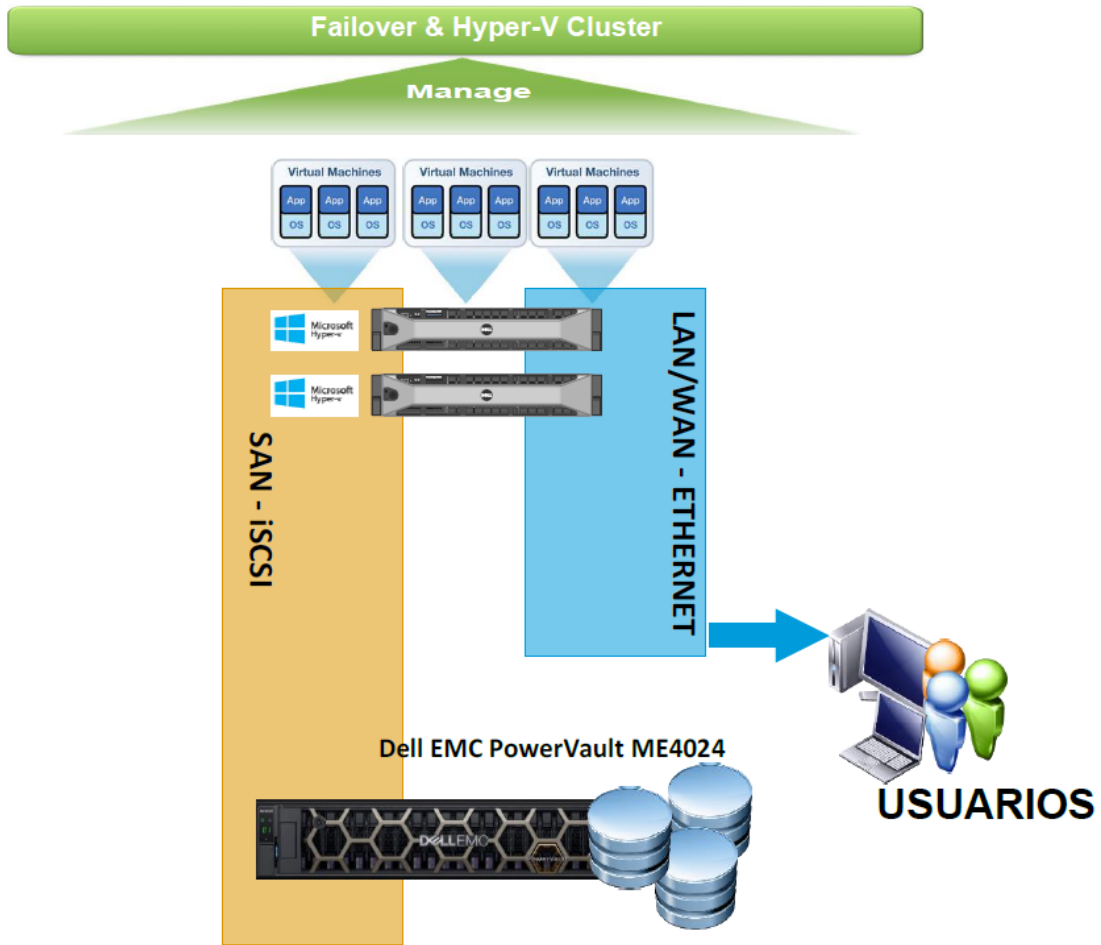 Failover & Hyper-V Cluster
Manage
Virtual Machines
App App App
OS OS OS
Virtual Machines
App App App
OS OS OS
Virtual Machines
App App App
OS OS OS
Microsoft
Hyper-v
Microsoft
Hyper-v
SAN - iSCSI
LAN/WAN - ETHERNET
Dell EMC PowerVault ME4024
DELLEMC
USUARIOS